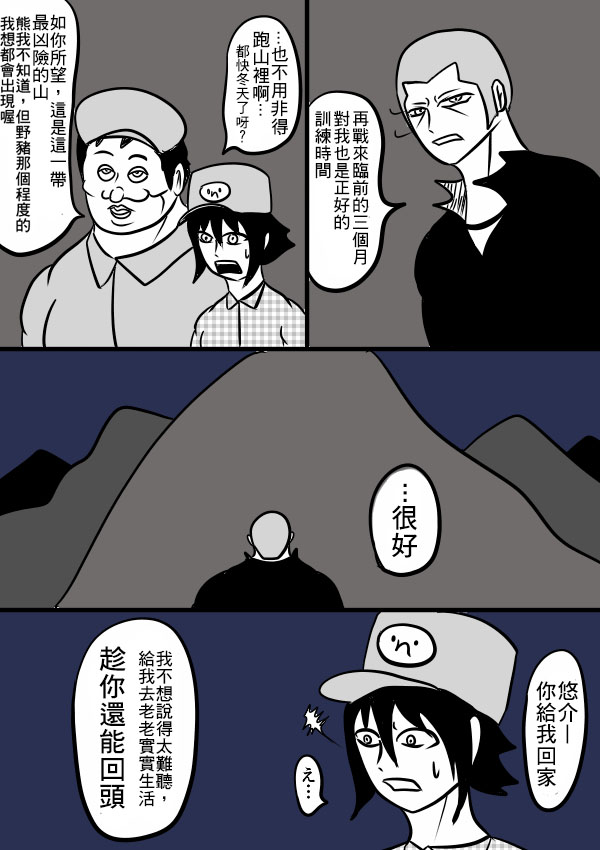 再戰來臨前的三個月
對我也是正好的
訓練時間
…也不用非得
跑山裡啊…
都快冬天了呀？
如你所望，這是這一帶
最凶險的山
熊我不知道，但野豬那個程度的
我想都會出現喔
…很好
悠介—
你給我回家
え…
我不想說得太難聽，
給我去老老實實生活
趁你還能回頭